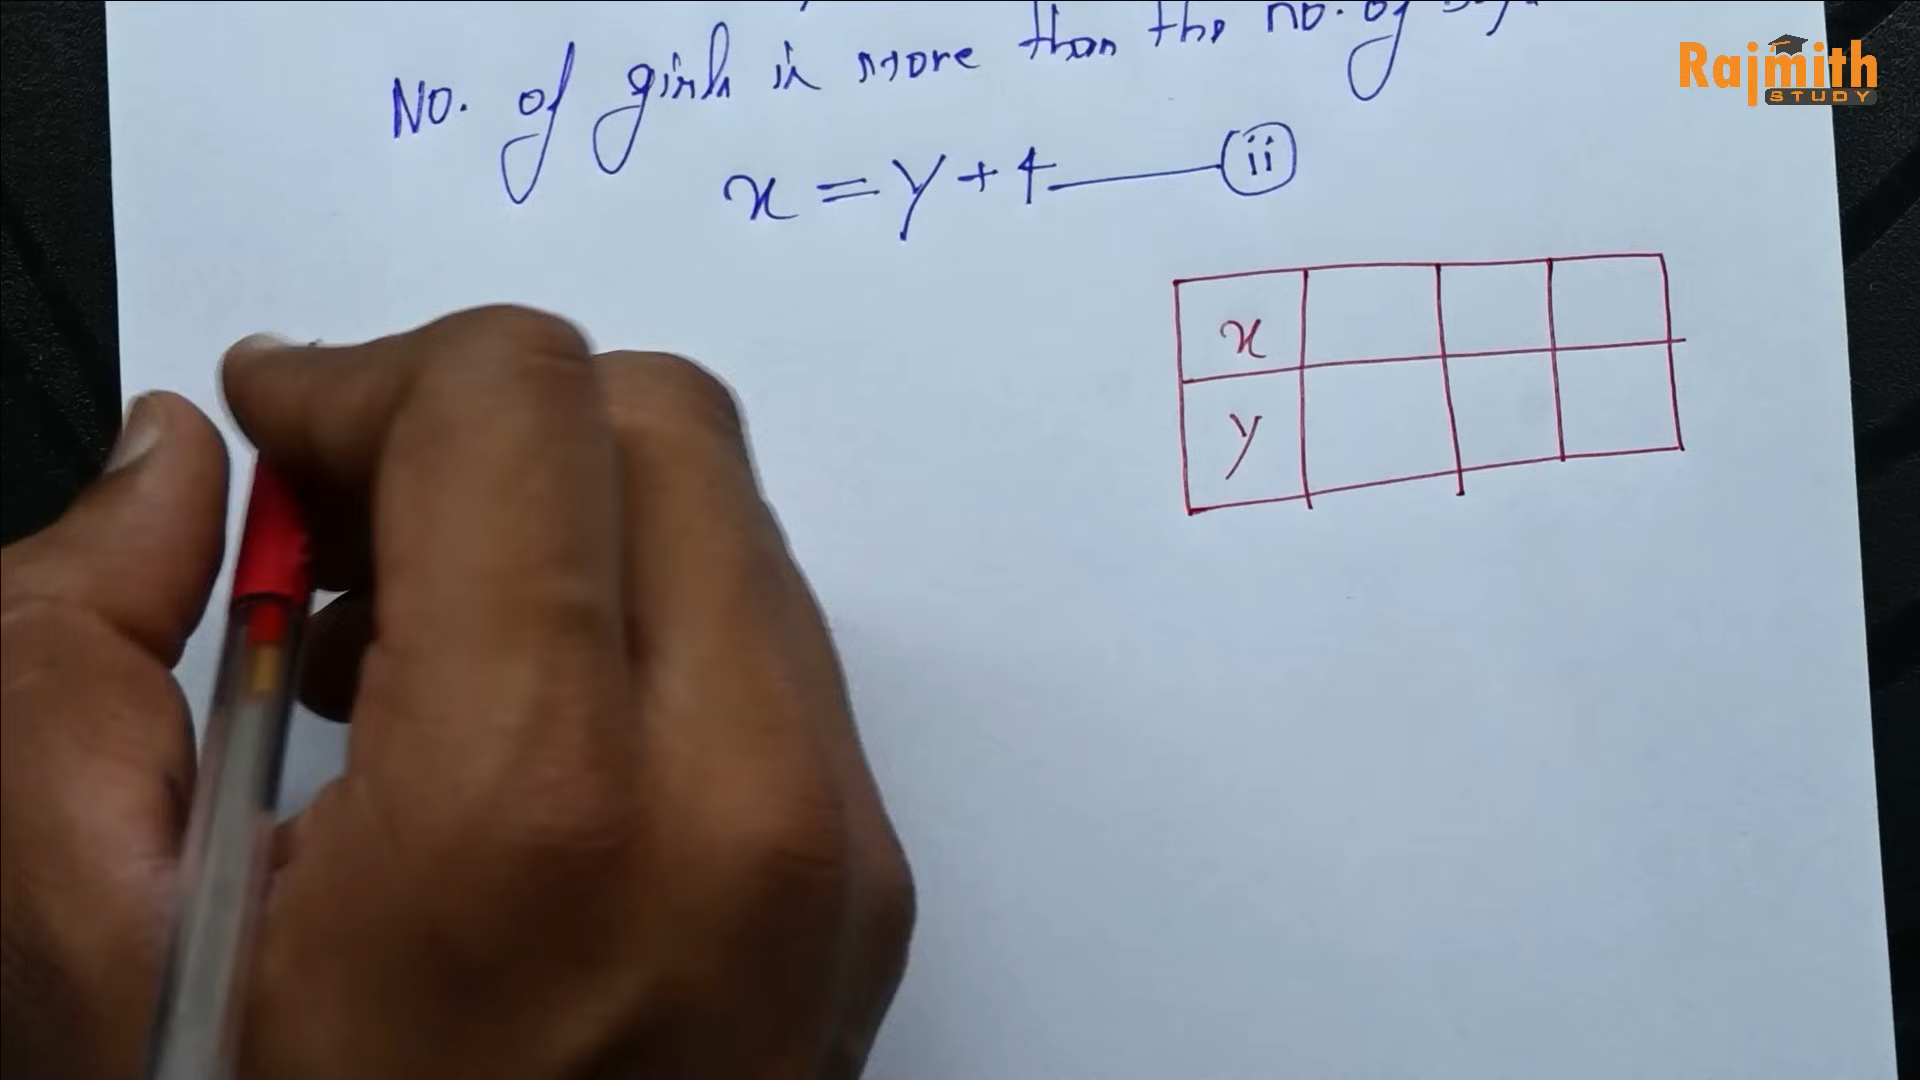 No. of girls is more than the no. of
x = y + 4 (ii)
x
y
Rajmith
STUDY